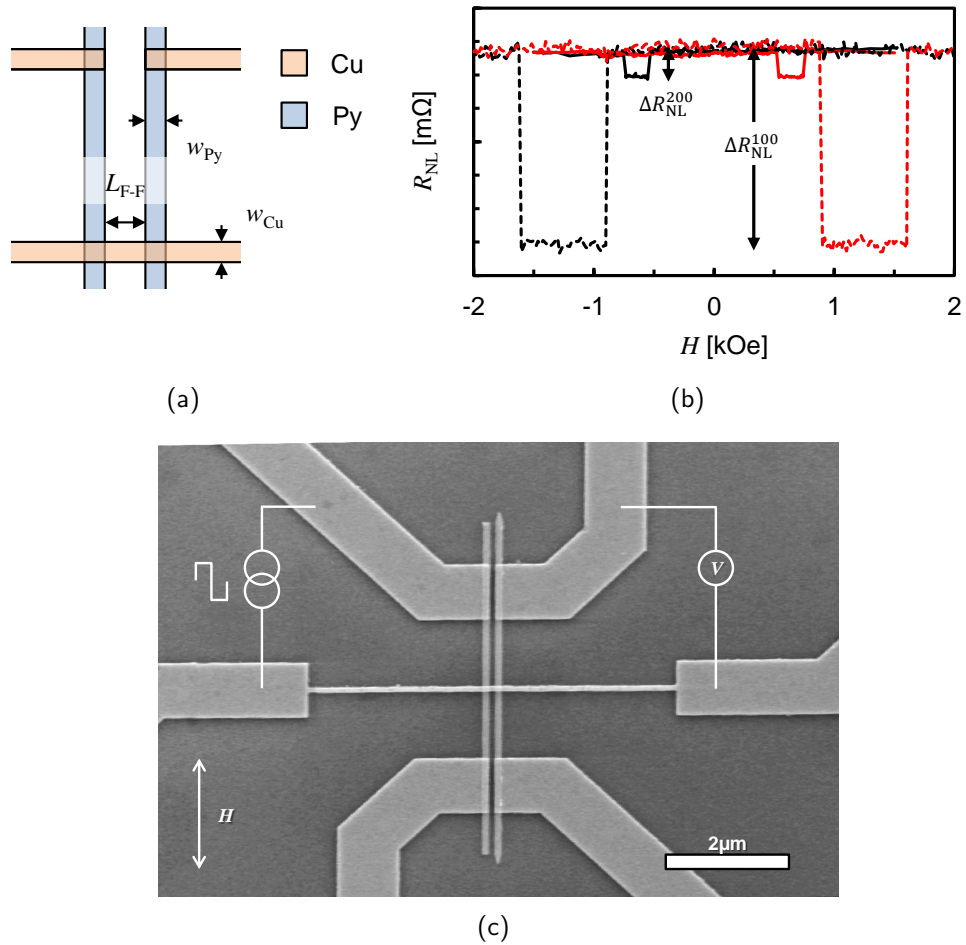 Cu
Py
w_Py
L_F-F
w_Cu
(a)
R_NL [mΩ]
ΔR_NL^200
ΔR_NL^100
-2 -1 0 1 2
H [kOe]
(b)
V
H
2μm
(c)